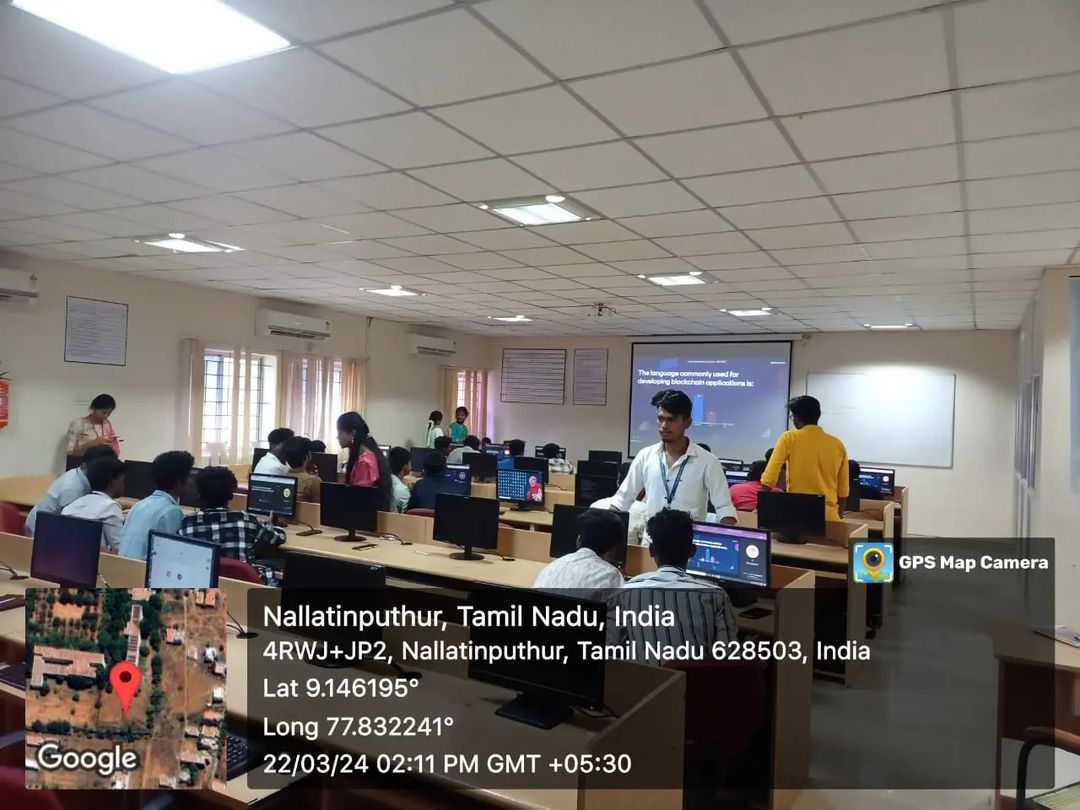 The language commonly used for
developing blockchain applications is:
GPS Map Camera
Nallatinputhur, Tamil Nadu, India
4RWJ+JP2, Nallatinputhur, Tamil Nadu 628503, India
Lat 9.146195°
Long 77.832241°
22/03/24 02:11 PM GMT +05:30
Google